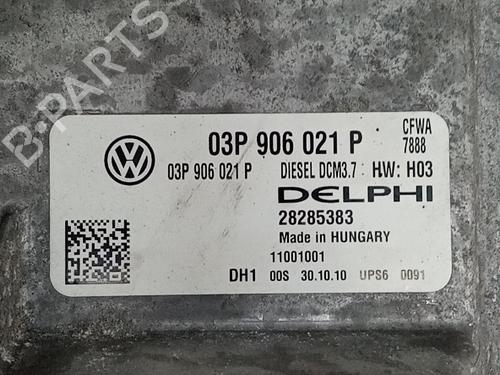 B-PARTS
03P 906 021 P
CFWA
7888
03P 906 021 P DIESEL DCM3.7 HW: H03
DELPHI
28285383
Made in HUNGARY
11001001
DH1 00S 30.10.10 UPS6 0091